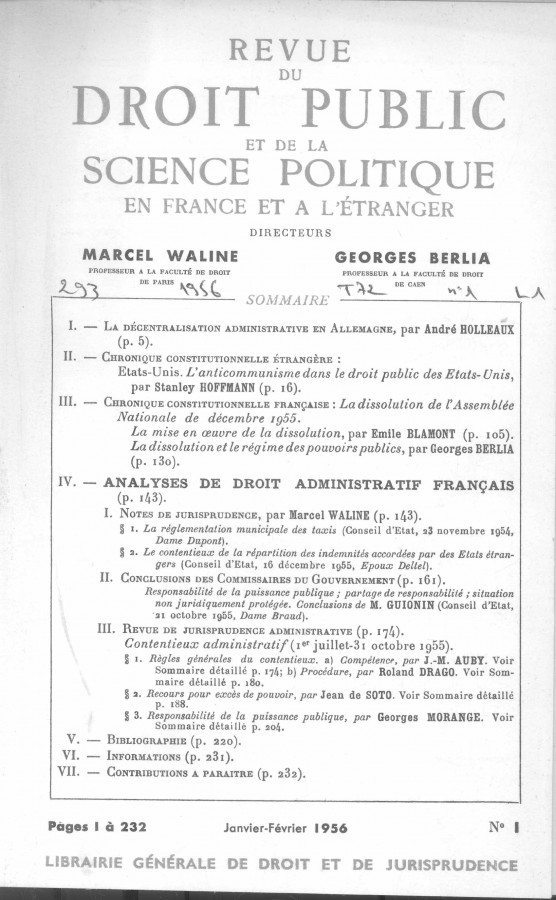 REVUE
DU
DROIT PUBLIC
ET DE LA
SCIENCE POLITIQUE
EN FRANCE ET A L'ÉTRANGER
DIRECTEURS
MARCEL WALINE GEORGES BERLIA
PROFESSEUR A LA FACULTÉ DE DROIT PROFESSEUR A LA FACULTÉ DE DROIT
DE PARIS DE CAEN
293 1956 T72 n°1 L1
SOMMAIRE
I. — LA DÉCENTRALISATION ADMINISTRATIVE EN ALLEMAGNE, par André HOLLEAUX
(p. 5).
II. — CHRONIQUE CONSTITUTIONNELLE ÉTRANGÈRE :
Etats-Unis. L'anticommunisme dans le droit public des Etats-Unis,
par Stanley HOFFMANN (p. 16).
III. — CHRONIQUE CONSTITUTIONNELLE FRANÇAISE : La dissolution de l'Assemblée
Nationale de décembre 1955.
La mise en œuvre de la dissolution, par Emile BLAMONT (p. 105).
La dissolution et le régime des pouvoirs publics, par Georges BERLIA
(p. 130).
IV. — ANALYSES DE DROIT ADMINISTRATIF FRANÇAIS
(p. 143).
I. NOTES DE JURISPRUDENCE, par Marcel WALINE (p. 143).
§ 1. La réglementation municipale des taxis (Conseil d'Etat, 23 novembre 1954,
Dame Dupont).
§ 2. Le contentieux de la répartition des indemnités accordées par des Etats étran-
gers (Conseil d'Etat, 16 décembre 1955, Epoux Deltel).
II. CONCLUSIONS DES COMMISSAIRES DU GOUVERNEMENT (p. 161).
Responsabilité de la puissance publique ; partage de responsabilité ; situation
non juridiquement protégée. Conclusions de M. GUIONIN (Conseil d'Etat,
21 octobre 1955, Dame Braud).
III. REVUE DE JURISPRUDENCE ADMINISTRATIVE (p. 174).
Contentieux administratif (1er juillet-31 octobre 1955).
§ 1. Règles générales du contentieux. a) Compétence, par J.-M. AUBY. Voir
Sommaire détaillé p. 174; b) Procédure, par Roland DRAGO. Voir Som-
maire détaillé p. 180.
§ 2. Recours pour excès de pouvoir, par Jean de SOTO. Voir Sommaire détaillé
p. 188.
§ 3. Responsabilité de la puissance publique, par Georges MORANGE. Voir
Sommaire détaillé p. 204.
V. — BIBLIOGRAPHIE (p. 220).
VI. — INFORMATIONS (p. 231).
VII. — CONTRIBUTIONS A PARAITRE (p. 232).
Pages 1 à 232 Janvier-Février 1956 N° 1
LIBRAIRIE GÉNÉRALE DE DROIT ET DE JURISPRUDENCE